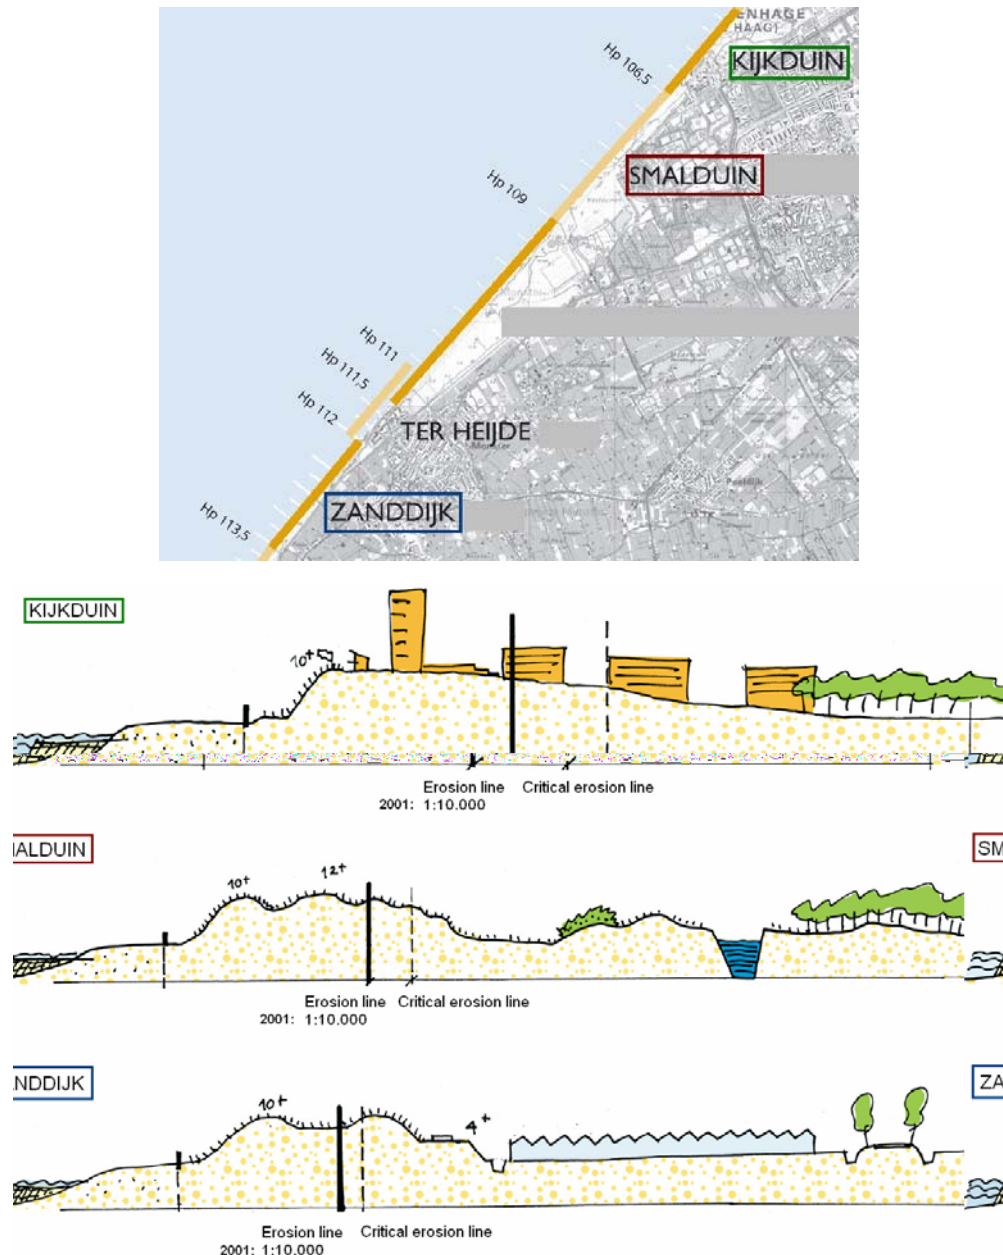 ENHAGE
HAAG)
KIJKDUIN
Hp 106,5
SMALDUIN
Hp 109
Hp 111
Hp 111,5
Hp 112
TER HEIJDE
ZANDDIJK
Hp 113,5
Poeldijk
KIJKDUIN
10+
Erosion line Critical erosion line
2001: 1:10.000
MALDUIN
SM
10+
12+
Erosion line Critical erosion line
2001: 1:10.000
NDDIJK
ZA
10+
4+
Erosion line Critical erosion line
2001: 1:10.000